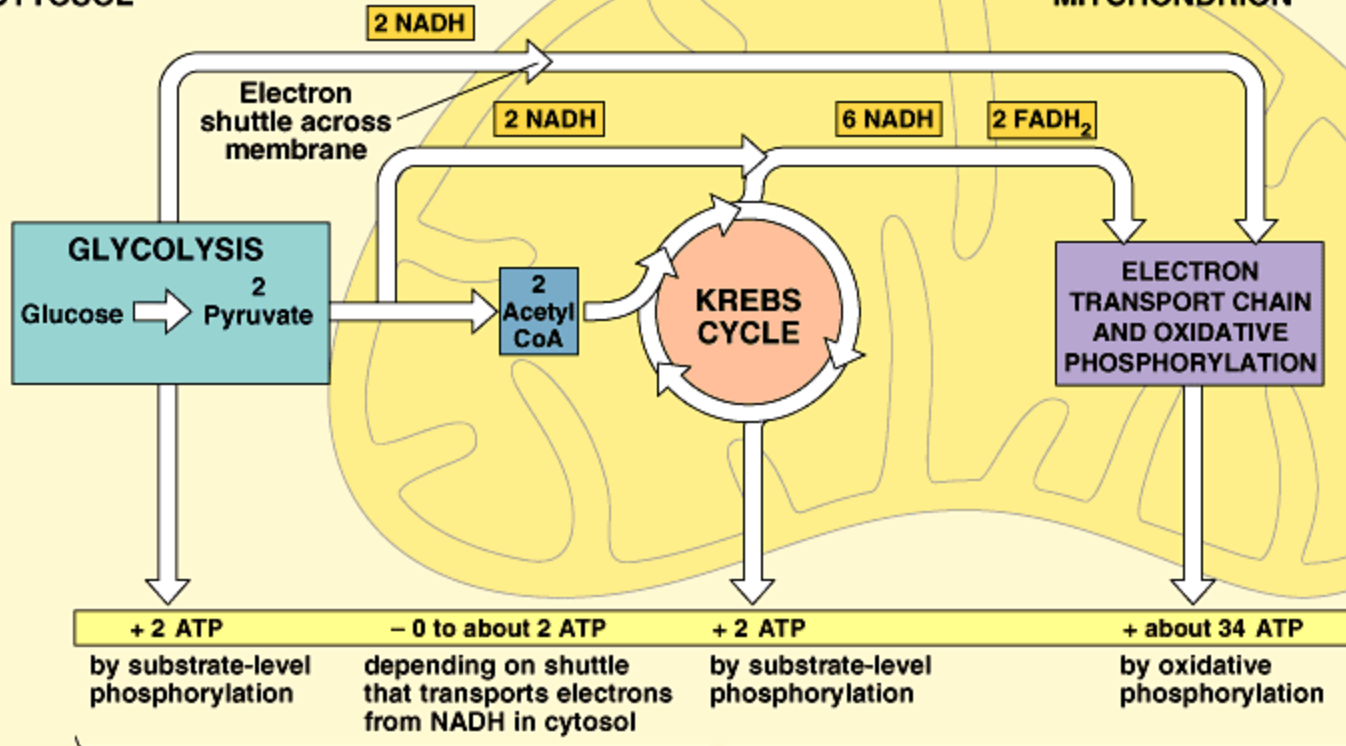 2 NADH
Electron
shuttle across
membrane
2 NADH
6 NADH
2 FADH₂
GLYCOLYSIS
Glucose
2
Pyruvate
2
Acetyl
CoA
KREBS
CYCLE
ELECTRON
TRANSPORT CHAIN
AND OXIDATIVE
PHOSPHORYLATION
+ 2 ATP
by substrate-level
phosphorylation
– 0 to about 2 ATP
depending on shuttle
that transports electrons
from NADH in cytosol
+ 2 ATP
by substrate-level
phosphorylation
+ about 34 ATP
by oxidative
phosphorylation